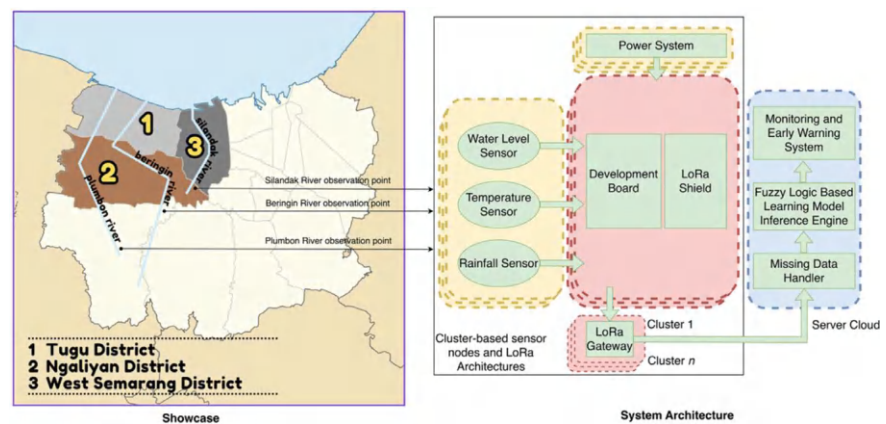 1
silandak river
3
2
beringin river
plumbon river
Silandak River observation point
Beringin River observation point
Plumbon River observation point
1 Tugu District
2 Ngaliyan District
3 West Semarang District
Showcase
Power System
Water Level
Sensor
Temperature
Sensor
Rainfall Sensor
Development
Board
LoRa
Shield
Cluster-based sensor
nodes and LoRa
Architectures
LoRa
Gateway
Cluster 1
Cluster n
Monitoring and
Early Warning
System
Fuzzy Logic Based
Learning Model
Inference Engine
Missing Data
Handler
Server Cloud
System Architecture